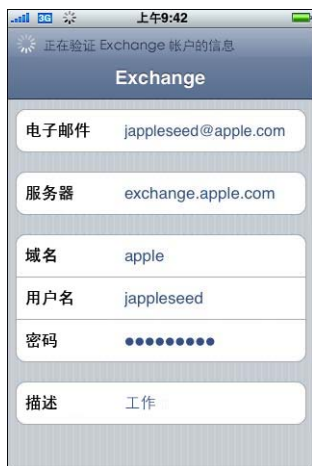 3G 上午9:42
正在验证 Exchange 帐户的信息
Exchange
电子邮件 jappleseed@apple.com
服务器 exchange.apple.com
域名 apple
用户名 jappleseed
密码 ●●●●●●●●●
描述 工作